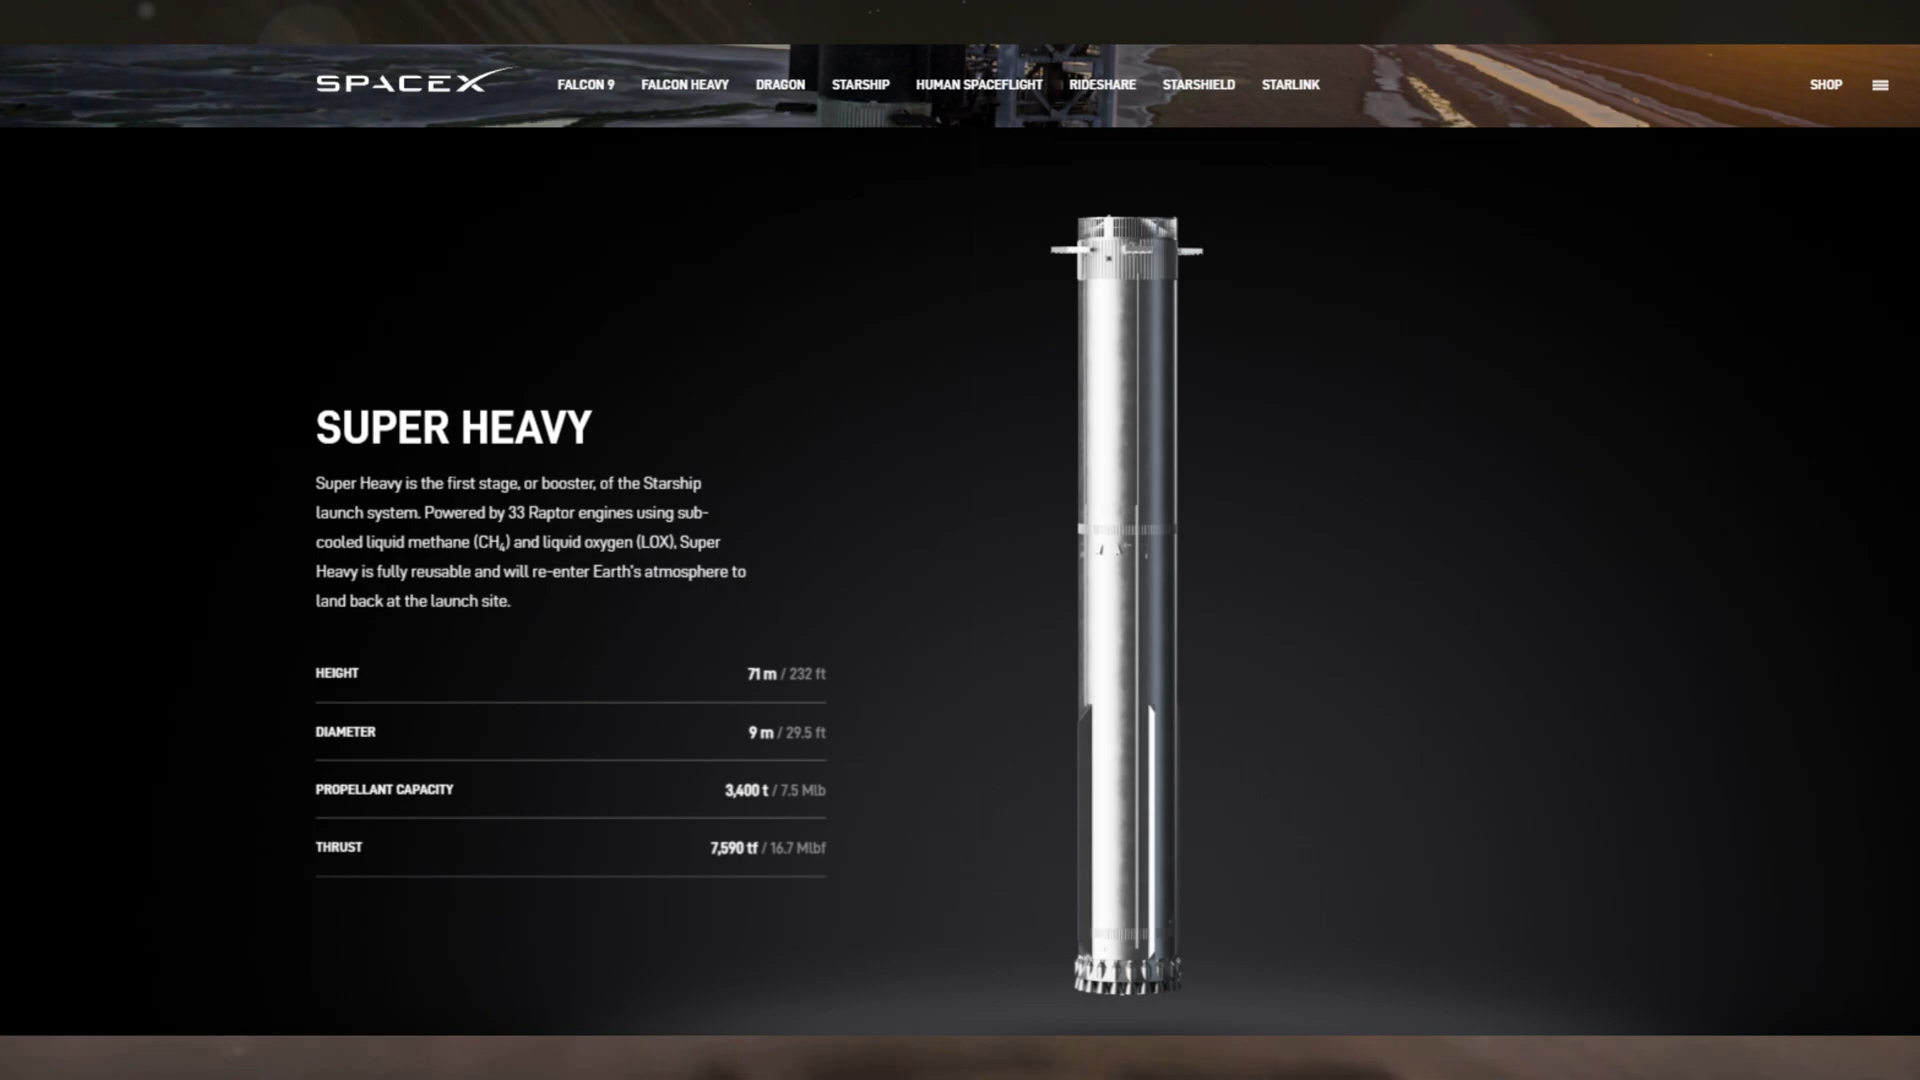 SPACEX
FALCON 9 FALCON HEAVY DRAGON STARSHIP HUMAN SPACEFLIGHT RIDESHARE STARSHIELD STARLINK SHOP
SUPER HEAVY
Super Heavy is the first stage, or booster, of the Starship
launch system. Powered by 33 Raptor engines using sub-
cooled liquid methane (CH₄) and liquid oxygen (LOX), Super
Heavy is fully reusable and will re-enter Earth's atmosphere to
land back at the launch site.
HEIGHT 71 m / 232 ft
DIAMETER 9 m / 29.5 ft
PROPELLANT CAPACITY 3,400 t / 7.5 Mlb
THRUST 7,590 tf / 16.7 Mlbf